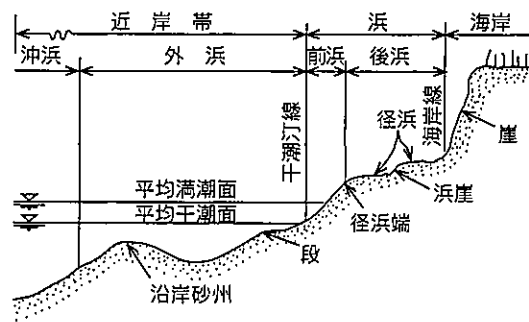 近岸帯 浜 海岸
沖浜 外浜 前浜 後浜
干潮汀線
海岸線
径浜
崖
浜崖
平均満潮面
平均干潮面
径浜端
段
沿岸砂州